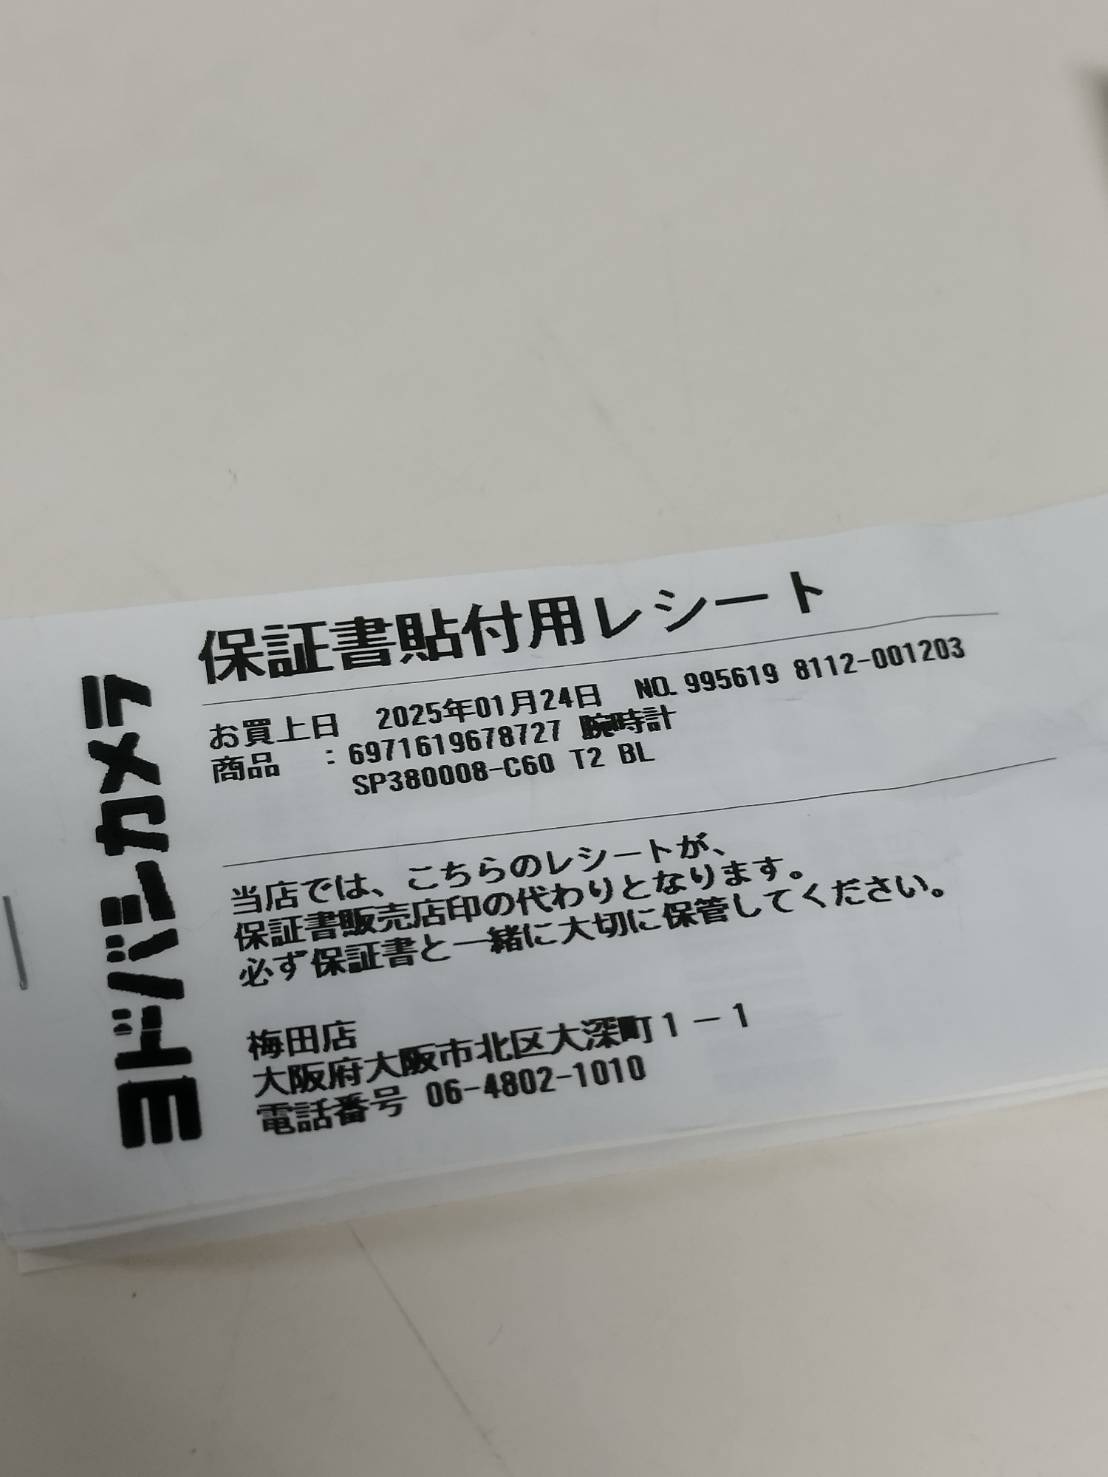 ヨドバシカメラ
保証書貼付用レシート
お買上日 2025年01月24日 NO. 995619 8112-001203
商品 :6971619678727 腕時計
SP380008-C60 T2 BL
当店では、こちらのレシートが、
保証書販売店印の代わりとなります。
必ず保証書と一緒に大切に保管してください。
梅田店
大阪府大阪市北区大深町1-1
電話番号 06-4802-1010